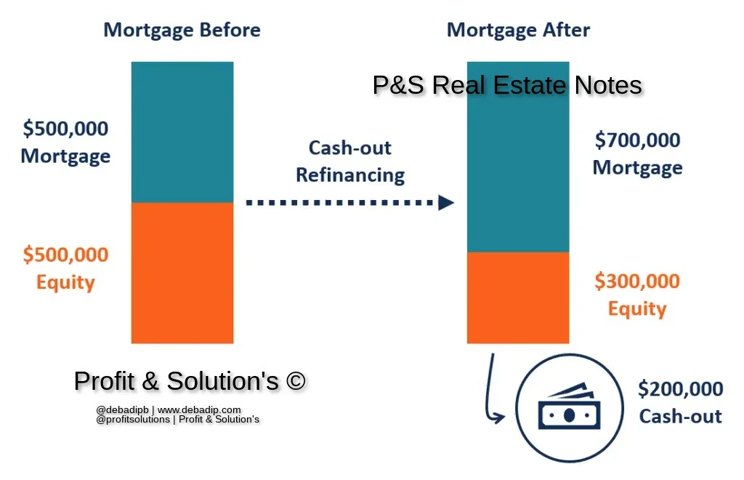 Mortgage Before
Mortgage After
P&S Real Estate Notes
$500,000
Mortgage
$500,000
Equity
Cash-out
Refinancing
$700,000
Mortgage
$300,000
Equity
$200,000
Cash-out
Profit & Solution's ©
@debadipb | www.debadip.com
@profitsolutions | Profit & Solution's